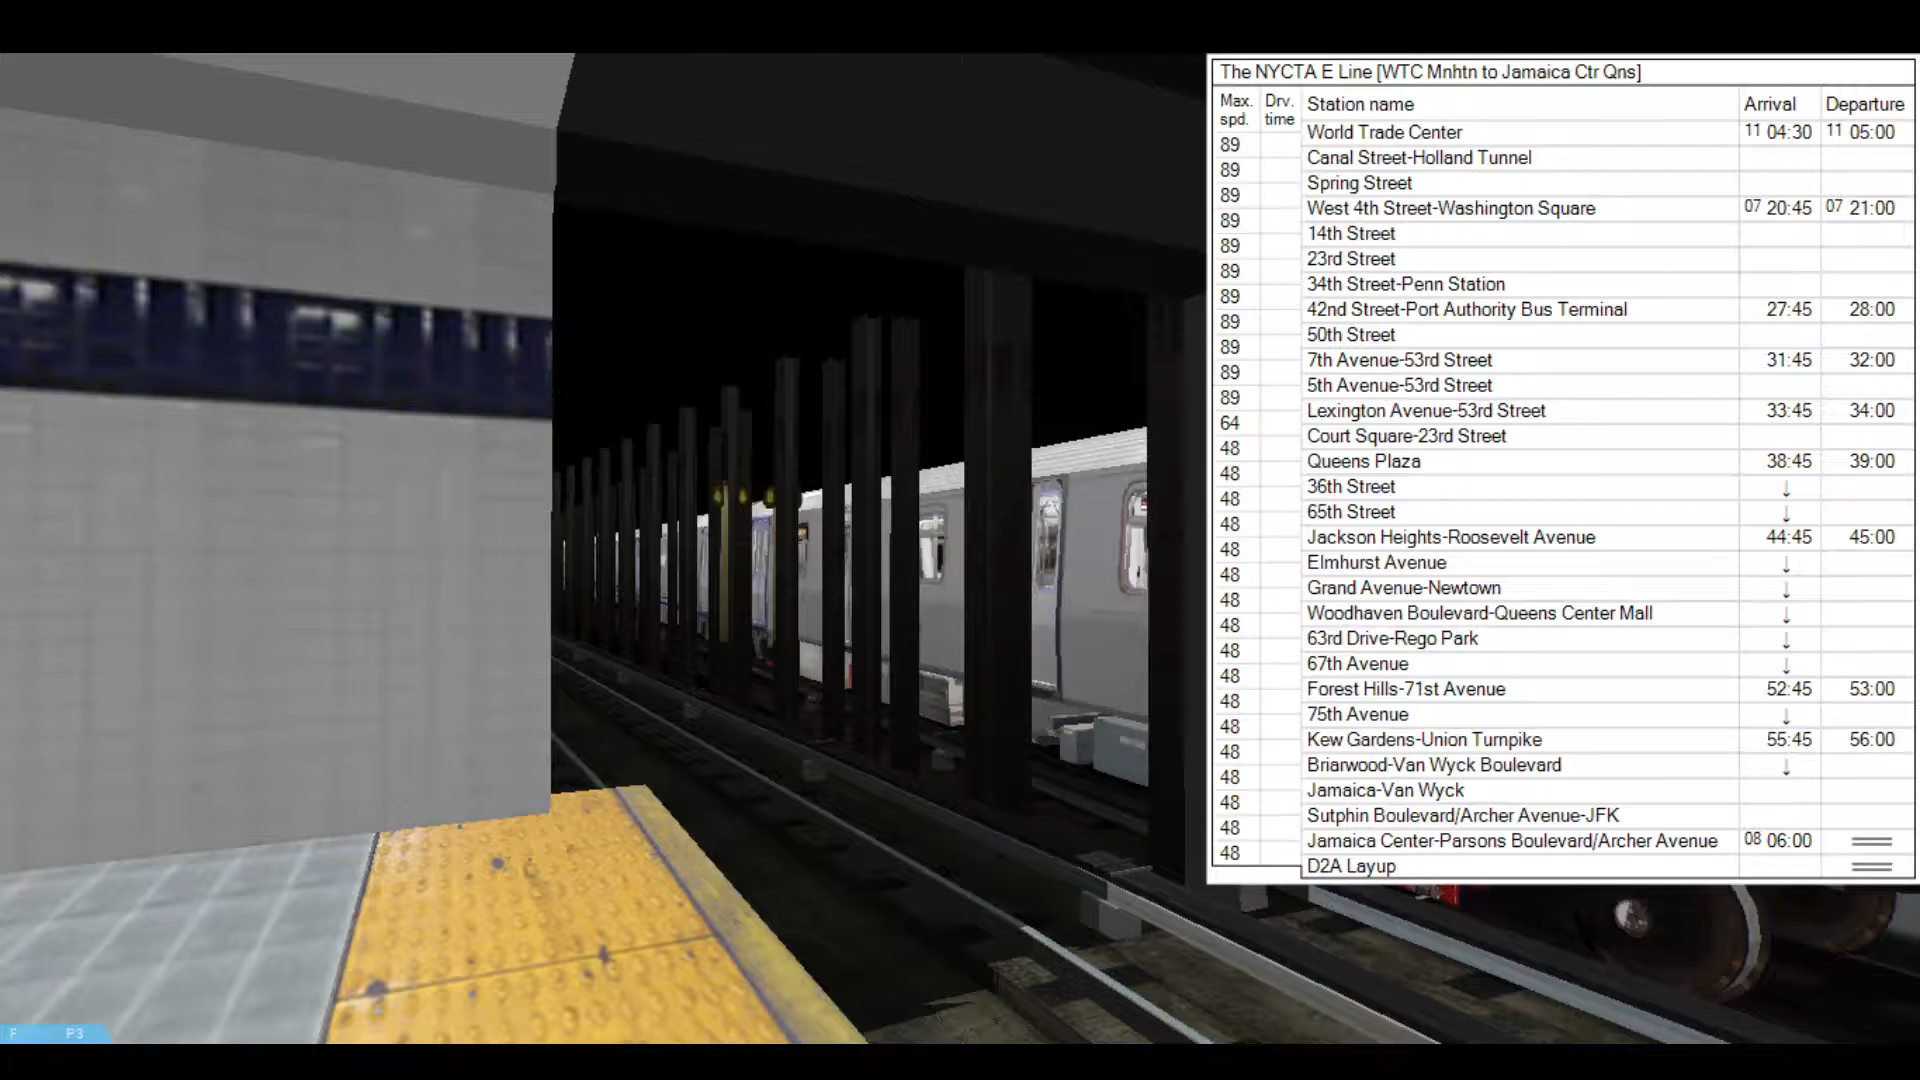 The NYCTA E Line [WTC Mnhtn to Jamaica Ctr Qns]
Max. spd. Drv. time Station name Arrival Departure
World Trade Center 11 04:30 11 05:00
89
Canal Street-Holland Tunnel
89
Spring Street
89
West 4th Street-Washington Square 07 20:45 07 21:00
89
14th Street
89
23rd Street
89
34th Street-Penn Station
89
42nd Street-Port Authority Bus Terminal 27:45 28:00
89
50th Street
89
7th Avenue-53rd Street 31:45 32:00
89
5th Avenue-53rd Street
89
Lexington Avenue-53rd Street 33:45 34:00
64
Court Square-23rd Street
48
Queens Plaza 38:45 39:00
48
36th Street ↓
48
65th Street ↓
48
Jackson Heights-Roosevelt Avenue 44:45 45:00
48
Elmhurst Avenue ↓
48
Grand Avenue-Newtown ↓
48
Woodhaven Boulevard-Queens Center Mall ↓
48
63rd Drive-Rego Park ↓
48
67th Avenue ↓
48
Forest Hills-71st Avenue 52:45 53:00
48
75th Avenue ↓
48
Kew Gardens-Union Turnpike 55:45 56:00
48
Briarwood-Van Wyck Boulevard ↓
48
Jamaica-Van Wyck
48
Sutphin Boulevard/Archer Avenue-JFK
48
Jamaica Center-Parsons Boulevard/Archer Avenue 08 06:00
48
D2A Layup
F P3